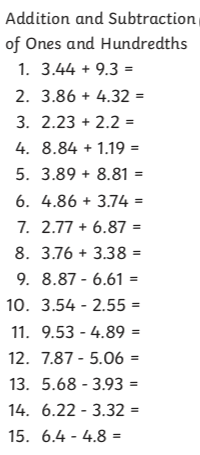 Addition and Subtraction
of Ones and Hundredths
1. 3.44 + 9.3 =
2. 3.86 + 4.32 =
3. 2.23 + 2.2 =
4. 8.84 + 1.19 =
5. 3.89 + 8.81 =
6. 4.86 + 3.74 =
7. 2.77 + 6.87 =
8. 3.76 + 3.38 =
9. 8.87 - 6.61 =
10. 3.54 - 2.55 =
11. 9.53 - 4.89 =
12. 7.87 - 5.06 =
13. 5.68 - 3.93 =
14. 6.22 - 3.32 =
15. 6.4 - 4.8 =